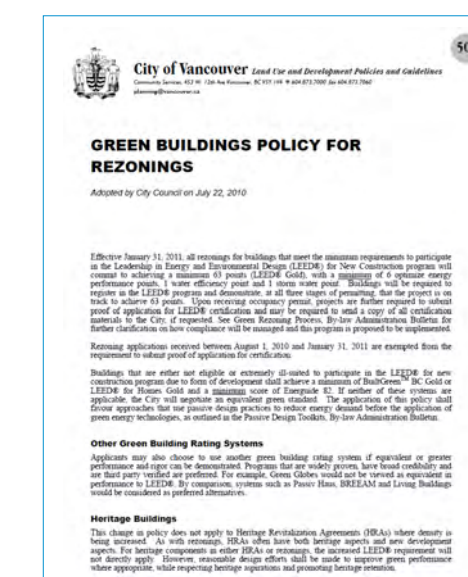 50
City of Vancouver Land Use and Development Policies and Guidelines
Community Services, 453 W. 12th Ave Vancouver, BC V5Y 1V4 604.873.7000 fax 604.873.7060
planning@vancouver.ca
GREEN BUILDINGS POLICY FOR
REZONINGS
Adopted by City Council on July 22, 2010
Effective January 31, 2011, all rezonings for buildings that meet the minimum requirements to participate
in the Leadership in Energy and Environmental Design (LEED®) for New Construction program will
commit to achieving a minimum 63 points (LEED® Gold), with a minimum of 6 optimize energy
performance points, 1 water efficiency point and 1 storm water point. Buildings will be required to
register in the LEED® program and demonstrate, at all three stages of permitting, that the project is on
track to achieve 63 points. Upon receiving occupancy permit, projects are further required to submit
proof of application for LEED® certification and may be required to send a copy of all certification
materials to the City, if requested. See Green Rezoning Process, By-law Administration Bulletin for
further clarification on how compliance will be managed and this program is proposed to be implemented.
Rezoning applications received between August 1, 2010 and January 31, 2011 are exempted from the
requirement to submit proof of application for certification.
Buildings that are either not eligible or extremely ill-suited to participate in the LEED® for new
construction program due to form of development shall achieve a minimum of BuiltGreen™ BC Gold or
LEED® for Homes Gold and a minimum score of Energuide 82. If neither of these systems are
applicable, the City will negotiate an equivalent green standard. The application of this policy shall
favour approaches that use passive design practices to reduce energy demand before the application of
green energy technologies, as outlined in the Passive Design Toolkits, By-law Administration Bulletin.
Other Green Building Rating Systems
Applicants may also choose to use another green building rating system if equivalent or greater
performance and rigor can be demonstrated. Programs that are widely proven, have broad credibility and
are third party verified are preferred. For example, Green Globes would not be viewed as equivalent in
performance to LEED®. By comparison, systems such as Passiv Haus, BREEAM and Living Buildings
would be considered as preferred alternatives.
Heritage Buildings
This change in policy does not apply to Heritage Revitalization Agreements (HRAs) where density is
being increased. As with rezonings, HRAs often have both heritage aspects and new development
aspects. For heritage components in either HRAs or rezonings, the increased LEED® requirement will
not directly apply. However, reasonable design efforts shall be made to improve green performance
where appropriate, while respecting heritage aspirations and promoting heritage retention.